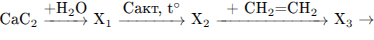 CaC₂ +H₂O → X₁ Cакт, t° → X₂ + CH₂=CH₂ → X₃ →